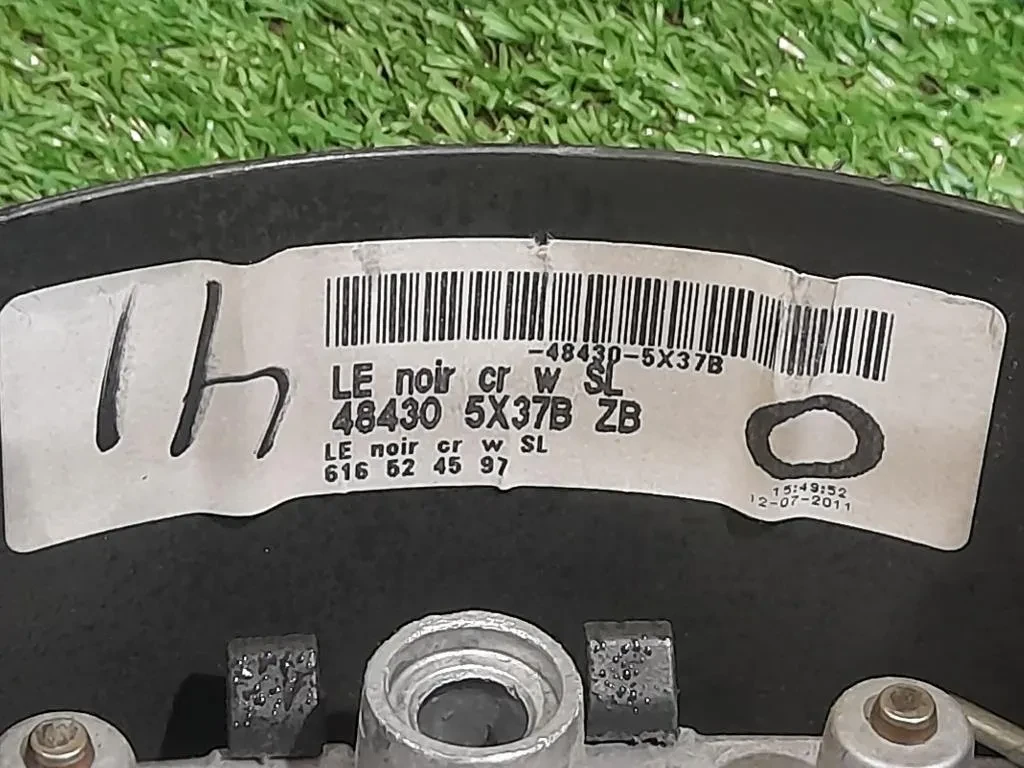 14
-48430-5X37B
LE noir cr w SL
48430 5X37B ZB
LE noir cr w SL
616 52 45 97
O
15:49:52
12-07-2011